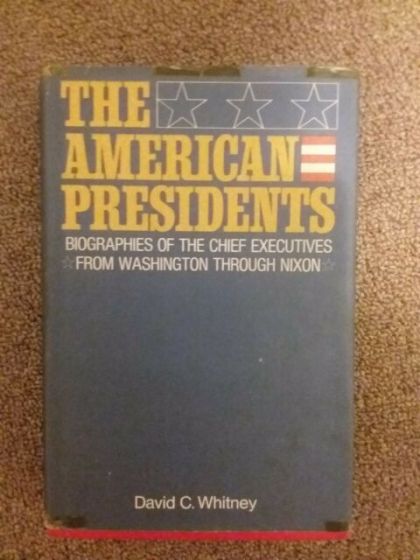 THE
AMERICAN
PRESIDENTS
BIOGRAPHIES OF THE CHIEF EXECUTIVES
FROM WASHINGTON THROUGH NIXON
David C. Whitney